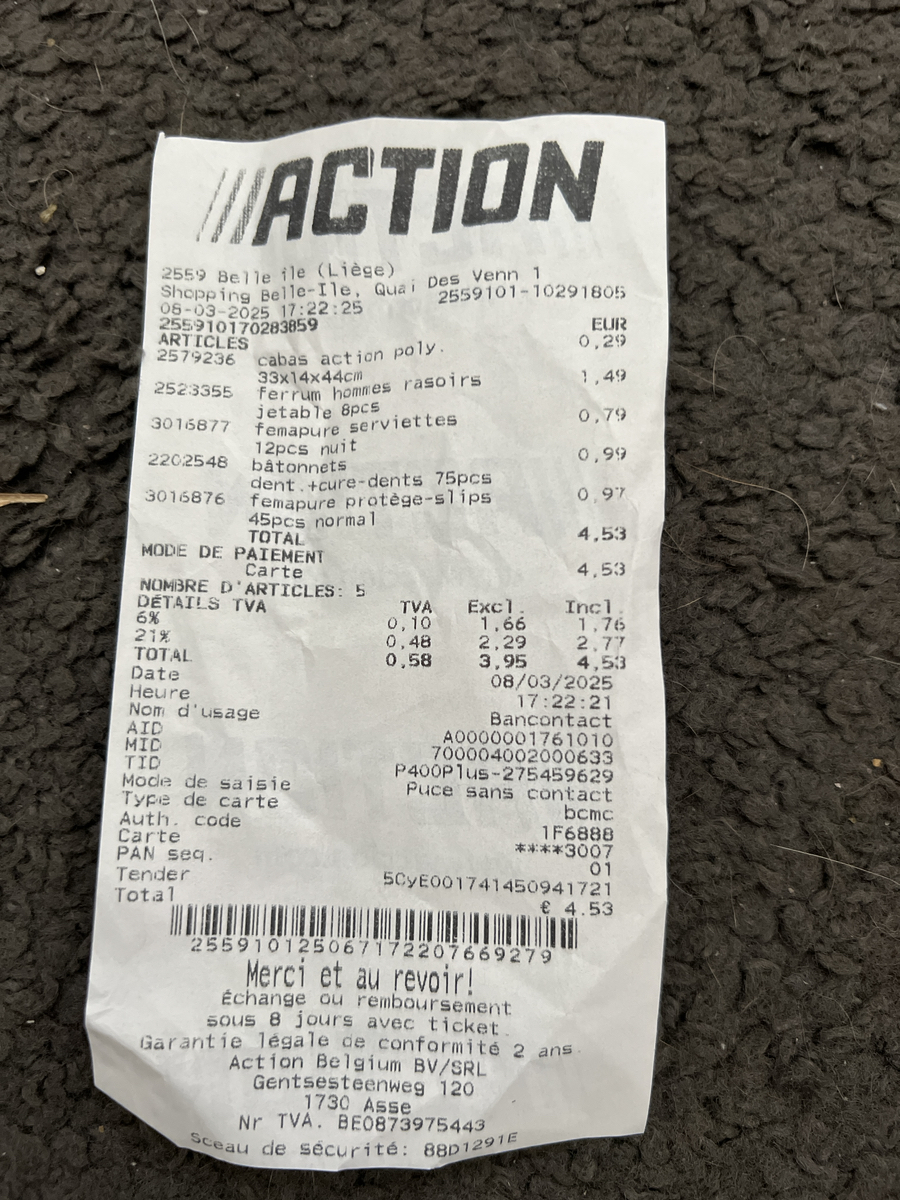 ///ACTION
2559 Belle île (Liège)
Shopping Belle-Ile, Quai Des Venn 1
08-03-2025 17:22:25 2559101-10291805
255910170283859
ARTICLES EUR
2579236 cabas action poly. 0,29
33x14x44cm
2523355 ferrum hommes rasoirs 1,49
jetable 8pcs
3016877 femapure serviettes 0,79
12pcs nuit
2202548 bâtonnets 0,99
dent.+cure-dents 75pcs
3016876 femapure protège-slips 0,97
45pcs normal
TOTAL 4,53
MODE DE PAIEMENT
Carte 4,53
NOMBRE D'ARTICLES: 5
DÉTAILS TVA TVA Excl. Incl.
6% 0,10 1,66 1,76
21% 0,48 2,29 2,77
TOTAL 0,58 3,95 4,53
Date 08/03/2025
Heure 17:22:21
Nom d'usage Bancontact
AID A0000001761010
MID 700004002000633
TID P400Plus-275459629
Mode de saisie Puce sans contact
Type de carte bcmc
Auth. code 1F6888
Carte ****3007
PAN seq. 01
Tender 5CyE001741450941721
Total € 4.53
255910125067172207669279
Merci et au revoir!
Échange ou remboursement
sous 8 jours avec ticket.
Garantie légale de conformité 2 ans.
Action Belgium BV/SRL
Gentsesteenweg 120
1730 Asse
Nr TVA. BE0873975443
Sceau de sécurité: 88D1291E